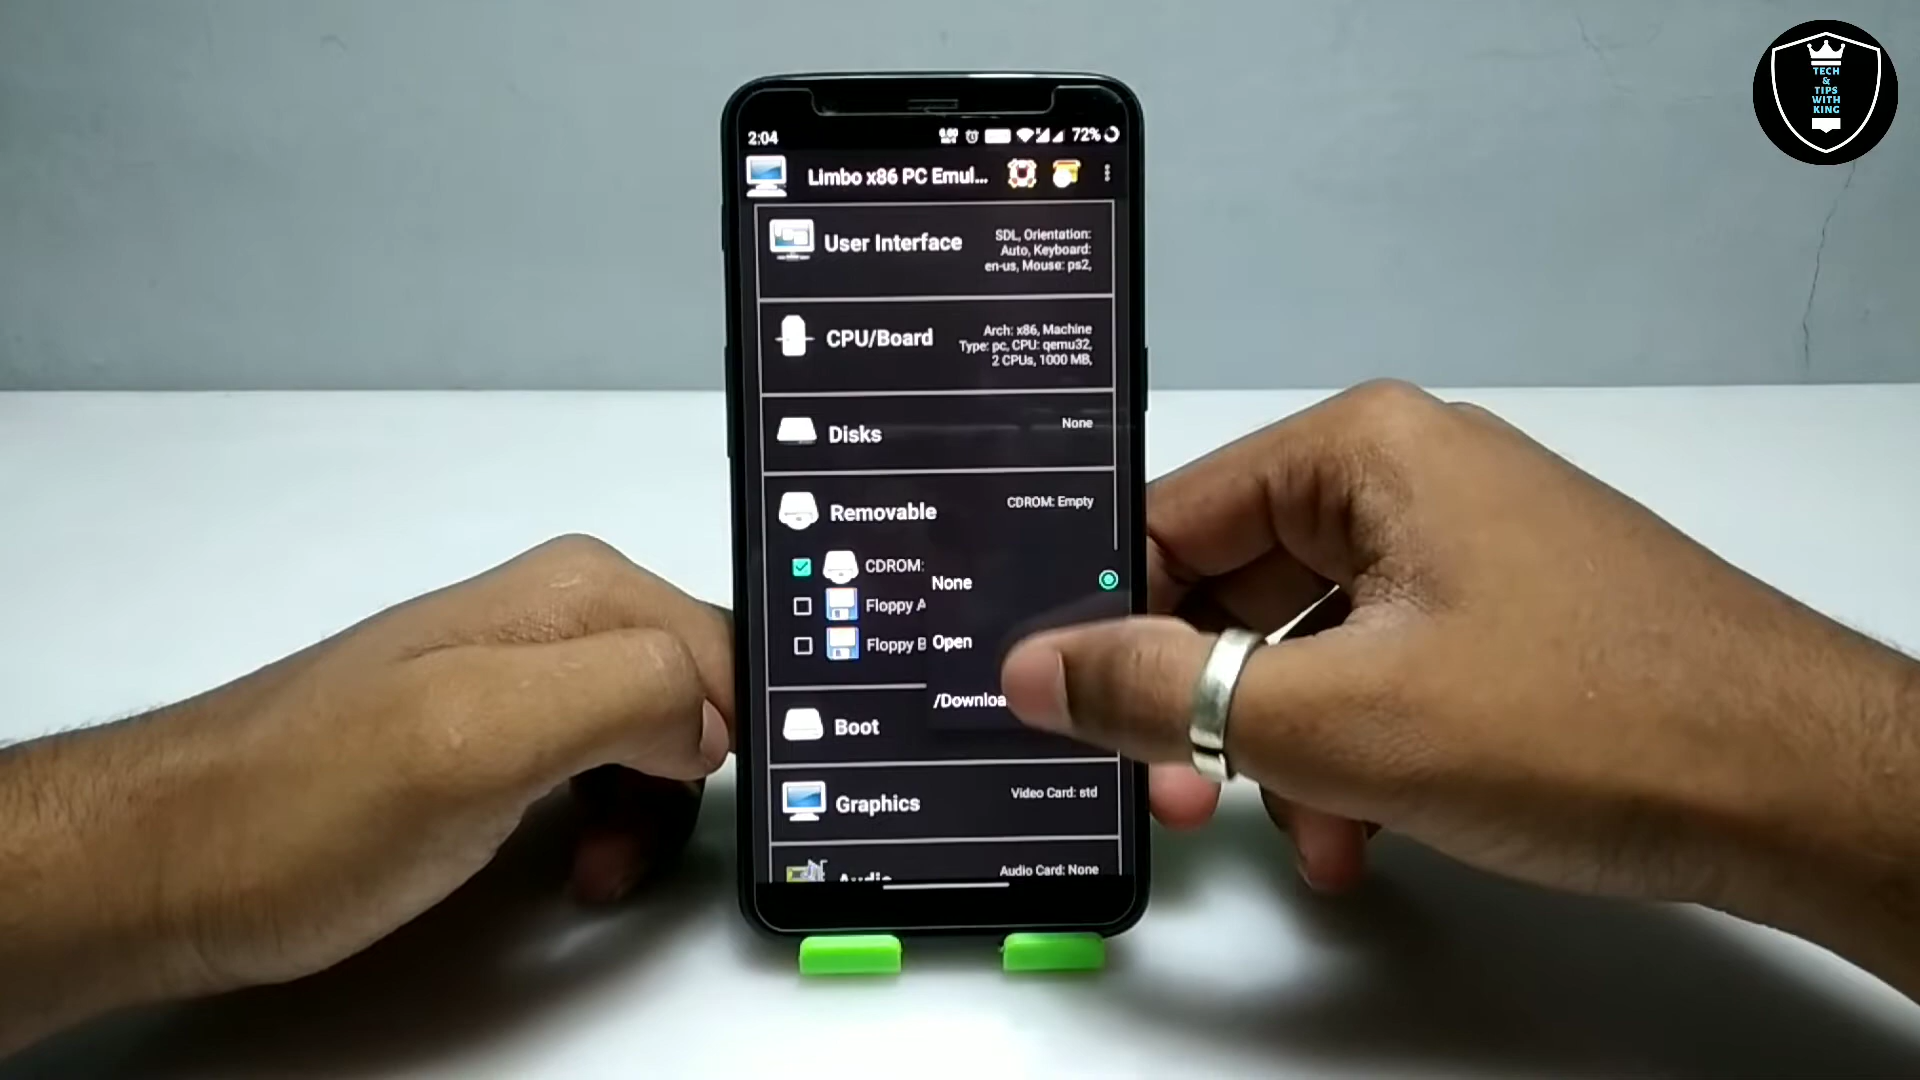 TECH
&
TIPS
WITH
KING
2:04
72%
Limbo x86 PC Emul...
User Interface
SDL, Orientation:
Auto, Keyboard:
en-us, Mouse: ps2,
CPU/Board
Arch: x86, Machine
Type: pc, CPU: qemu32,
2 CPUs, 1000 MB,
Disks
None
Removable
CDROM: Empty
CDROM:
None
Floppy A
Floppy B
Open
/Downloa
Boot
Graphics
Video Card: std
Audio
Audio Card: None